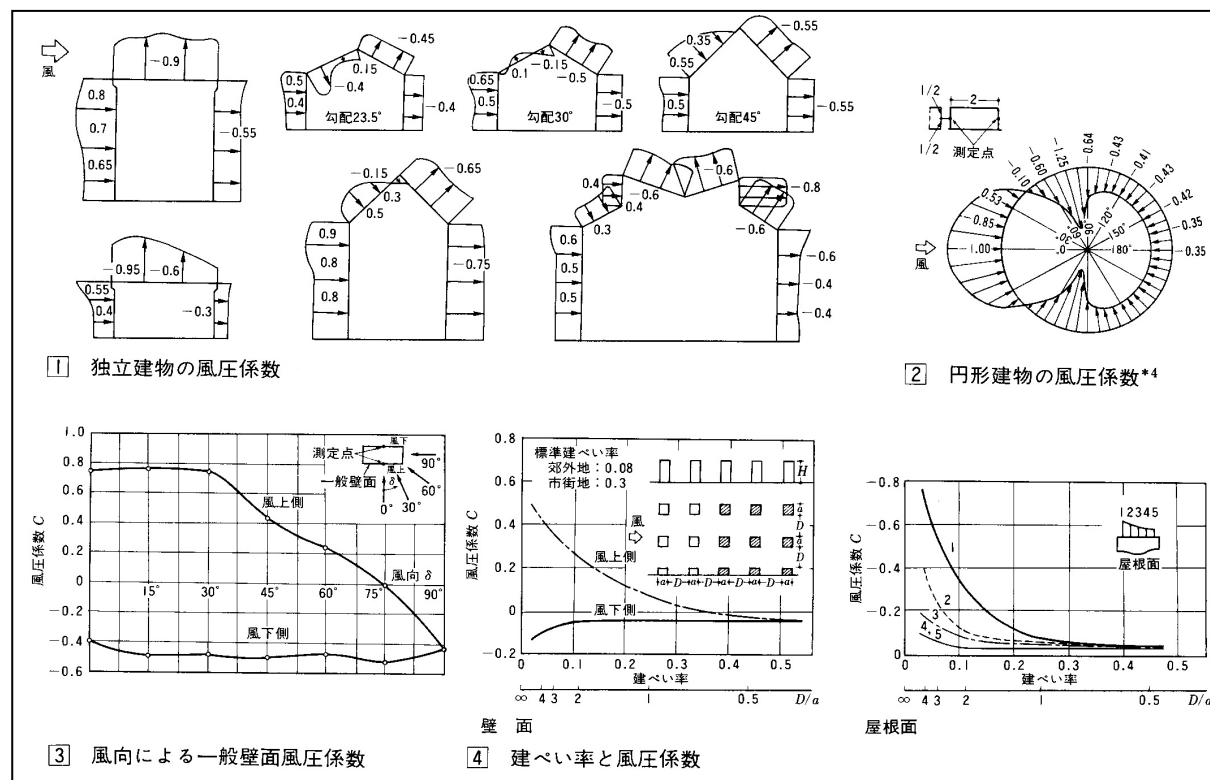 風
-0.9
0.8
0.7
0.65
-0.55
-0.45
0.15
-0.4
0.5
0.4
-0.4
勾配23.5°
0.1
-0.15
-0.5
0.65
0.5
-0.5
勾配30°
-0.55
0.35
0.55
-0.55
勾配45°
-0.95
-0.6
0.55
0.4
-0.3
-0.65
-0.15
0.3
0.5
0.9
0.8
0.8
-0.75
-0.6
0.4
-0.6
-0.8
0.4
0.3
-0.6
0.6
0.5
0.5
-0.6
-0.4
-0.4
1 独立建物の風圧係数
1/2
2
1/2
測定点
-0.64
-0.43
-1.25
-0.41
-0.60
-0.43
-0.10
-0.42
0.53
-0.35
-0.85
-0.35
-1.00
0°
30°
60°
90°
120°
150°
180°
風
2 円形建物の風圧係数*4
1.0
0.8
0.6
0.4
0.2
0
-0.2
-0.4
-0.6
風圧係数 C
測定点
風下
一般壁面
風上
δ
90°
60°
30°
0°
風上側
風向 δ
15°
30°
45°
60°
75°
90°
風下側
3 風向による一般壁面風圧係数
0.8
0.6
0.4
0.2
0
-0.2
風圧係数 C
標準建ぺい率
郊外地：0.08
市街地：0.3
H
a
D
a
D
風
a D D a D a D a
風上側
風下側
0 0.1 0.2 0.3 0.4 0.5
建ぺい率
∞ 4 3 2 1 0.5 D/a
壁 面
-0.8
-0.6
-0.4
-0.2
0
風圧係数 C
12345
屋根面
1
2
3
4, 5
0 0.1 0.2 0.3 0.4 0.5
建ぺい率
∞ 4 3 2 1 0.5 D/a
屋根面
4 建ぺい率と風圧係数